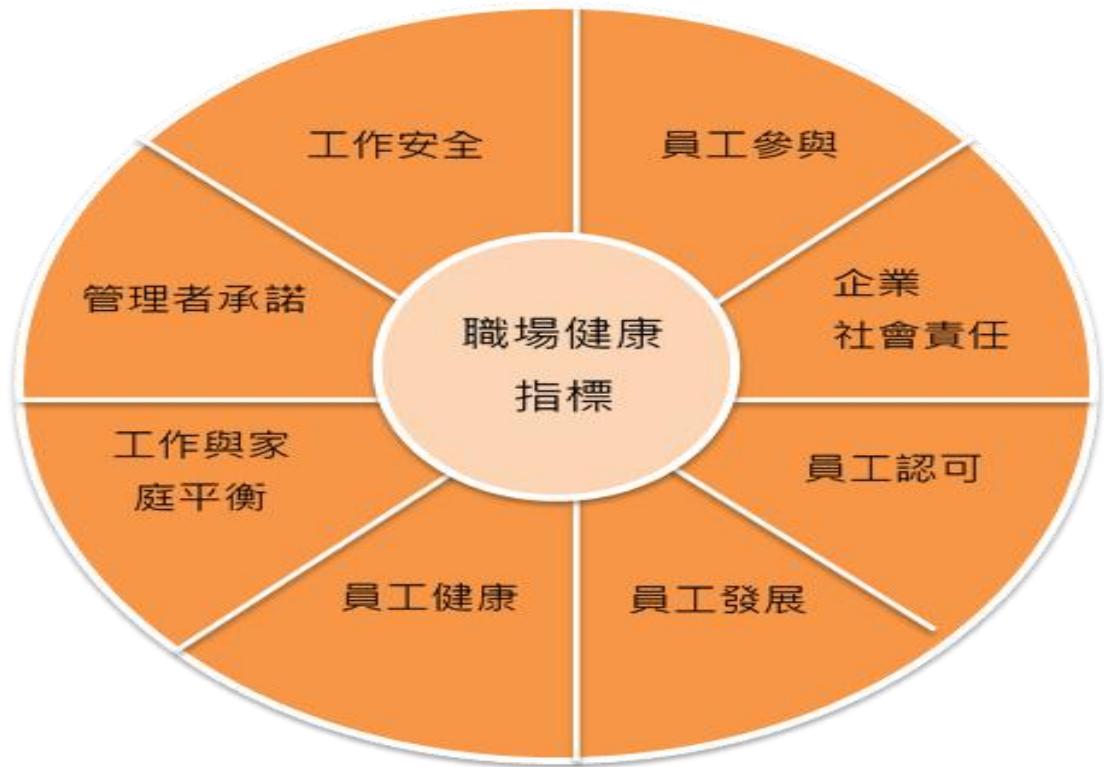 工作安全
員工參與
管理者承諾
企業
社會責任
職場健康
指標
工作與家
庭平衡
員工認可
員工健康
員工發展